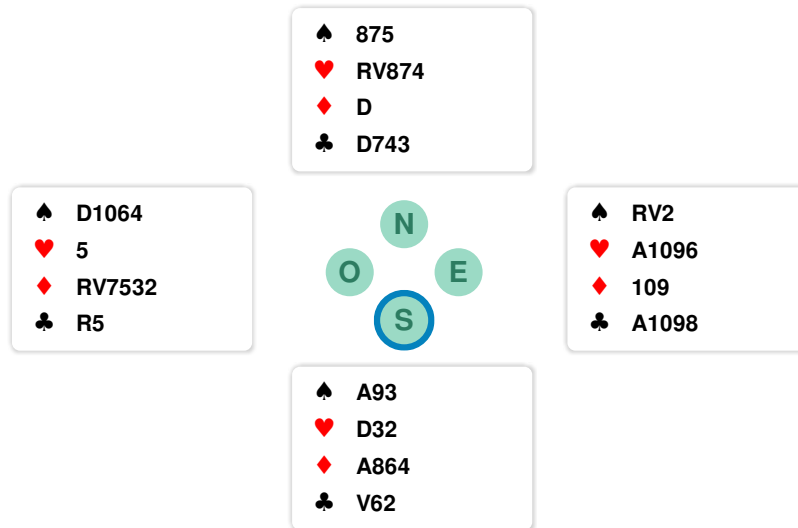 ♠ 875
♥ RV874
♦ D
♣ D743
♠ D1064
♥ 5
♦ RV7532
♣ R5
N
O E
S
♠ RV2
♥ A1096
♦ 109
♣ A1098
♠ A93
♥ D32
♦ A864
♣ V62